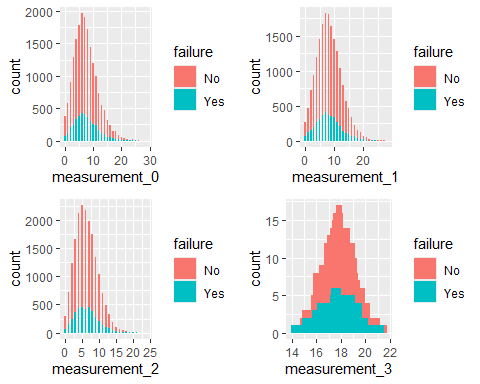 2000
1500
1000
500
0
count
0 10 20 30
measurement_0
failure
No
Yes
1500
1000
500
0
count
0 10 20
measurement_1
failure
No
Yes
2000
1500
1000
500
0
count
0 5 10 15 20 25
measurement_2
failure
No
Yes
15
10
5
0
count
14 16 18 20 22
measurement_3
failure
No
Yes